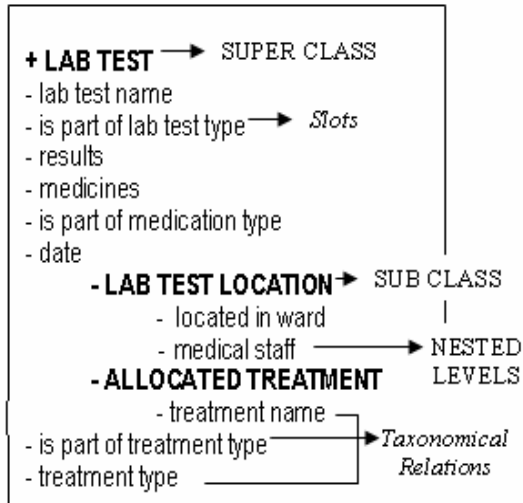 + LAB TEST SUPER CLASS
- lab test name
- is part of lab test type Slots
- results
- medicines
- is part of medication type
- date
- LAB TEST LOCATION SUB CLASS
- located in ward
- medical staff NESTED
LEVELS
- ALLOCATED TREATMENT
- treatment name
- is part of treatment type Taxonomical
Relations
- treatment type